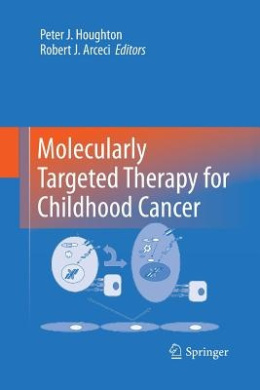 Peter J. Houghton
Robert J. Arceci Editors
Molecularly
Targeted Therapy for
Childhood Cancer
Springer